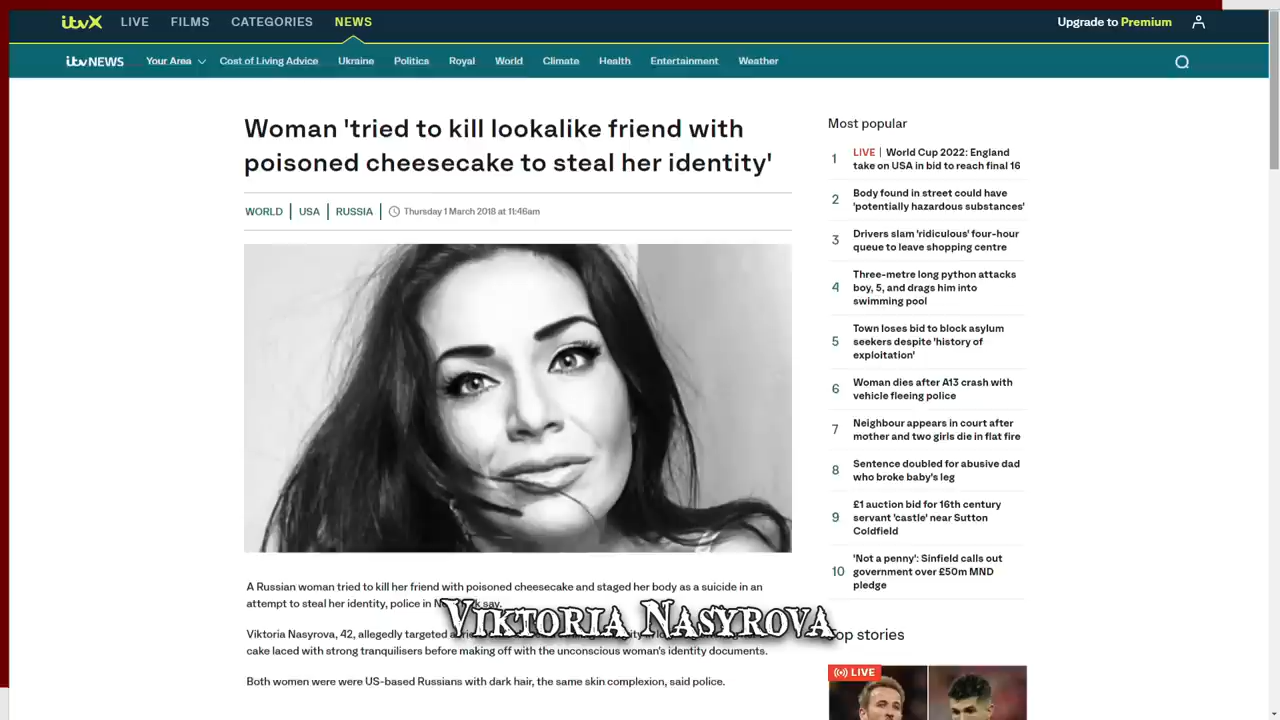 itvX LIVE FILMS CATEGORIES NEWS Upgrade to Premium
itv NEWS Your Area Cost of Living Advice Ukraine Politics Royal World Climate Health Entertainment Weather
Woman 'tried to kill lookalike friend with
poisoned cheesecake to steal her identity'
WORLD USA RUSSIA Thursday 1 March 2018 at 11:46am
A Russian woman tried to kill her friend with poisoned cheesecake and staged her body as a suicide in an
attempt to steal her identity, police in say.
Viktoria Nasyrova, 42, allegedly targeted
cake laced with strong tranquilisers before making off with the unconscious woman's identity documents.
Both women were were US-based Russians with dark hair, the same skin complexion, said police.
Viktoria Nasyrova
Most popular
1 LIVE | World Cup 2022: England
take on USA in bid to reach final 16
2 Body found in street could have
'potentially hazardous substances'
3 Drivers slam 'ridiculous' four-hour
queue to leave shopping centre
4 Three-metre long python attacks
boy, 5, and drags him into
swimming pool
5 Town loses bid to block asylum
seekers despite 'history of
exploitation'
6 Woman dies after A13 crash with
vehicle fleeing police
7 Neighbour appears in court after
mother and two girls die in flat fire
8 Sentence doubled for abusive dad
who broke baby's leg
9 £1 auction bid for 16th century
servant 'castle' near Sutton
Coldfield
10 'Not a penny': Sinfield calls out
government over £50m MND
pledge
Top stories
LIVE